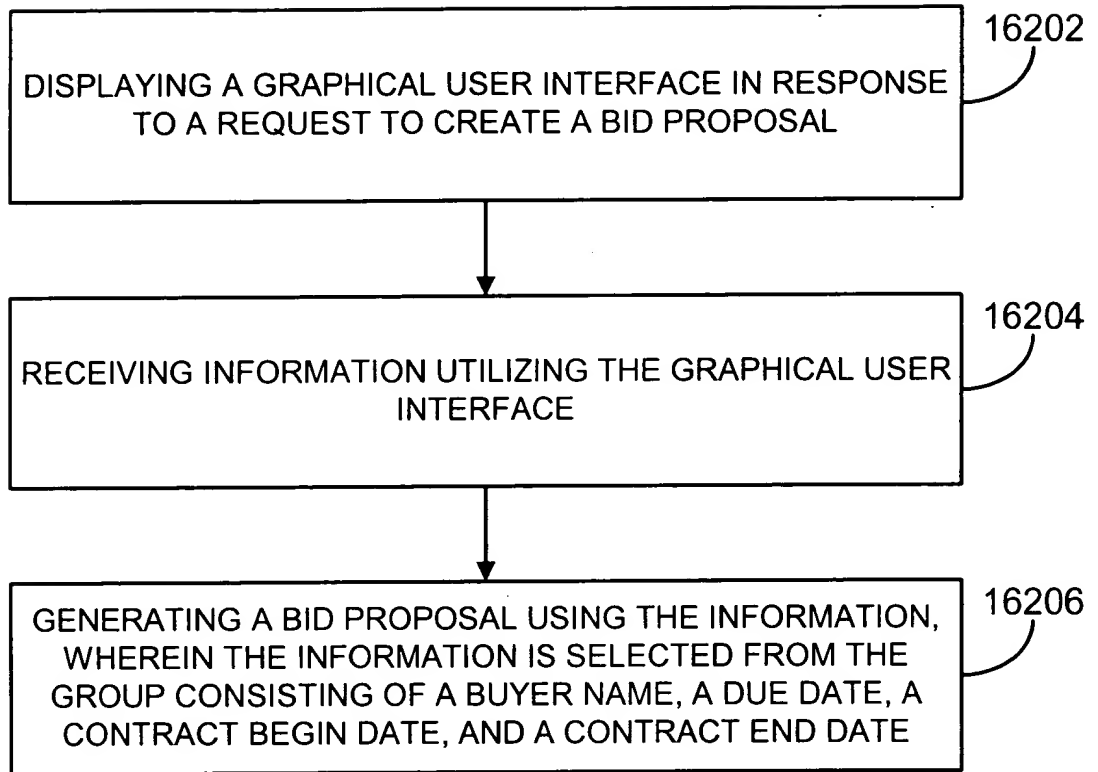 16202
DISPLAYING A GRAPHICAL USER INTERFACE IN RESPONSE
TO A REQUEST TO CREATE A BID PROPOSAL
16204
RECEIVING INFORMATION UTILIZING THE GRAPHICAL USER
INTERFACE
16206
GENERATING A BID PROPOSAL USING THE INFORMATION,
WHEREIN THE INFORMATION IS SELECTED FROM THE
GROUP CONSISTING OF A BUYER NAME, A DUE DATE, A
CONTRACT BEGIN DATE, AND A CONTRACT END DATE